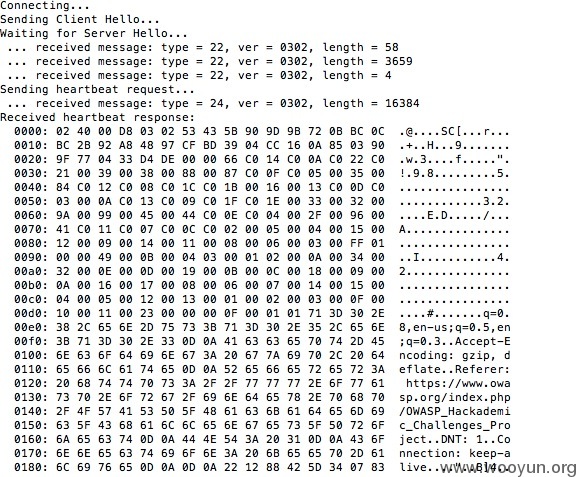 Connecting...
Sending Client Hello...
Waiting for Server Hello...
 ... received message: type = 22, ver = 0302, length = 58
 ... received message: type = 22, ver = 0302, length = 3659
 ... received message: type = 22, ver = 0302, length = 4
Sending heartbeat request...
 ... received message: type = 24, ver = 0302, length = 16384
Received heartbeat response:
  0000: 02 40 00 D8 03 02 53 43 5B 90 9D 9B 72 0B BC 0C  .@....SC[...r...
  0010: BC 2B 92 A8 48 97 CF BD 39 04 CC 16 0A 85 03 90  .+..H...9.......
  0020: 9F 77 04 33 D4 DE 00 00 66 C0 14 C0 0A C0 22 C0  .w.3....f.....".
  0030: 21 00 39 00 38 00 88 00 87 C0 0F C0 05 00 35 00  !.9.8.........5.
  0040: 84 C0 12 C0 08 C0 1C C0 1B 00 16 00 13 C0 0D C0  ................
  0050: 03 00 0A C0 13 C0 09 C0 1F C0 1E 00 33 00 32 00  ............3.2.
  0060: 9A 00 99 00 45 00 44 C0 0E C0 04 00 2F 00 96 00  ....E.D...../...
  0070: 41 C0 11 C0 07 C0 0C C0 02 00 05 00 04 00 15 00  A...............
  0080: 12 00 09 00 14 00 11 00 08 00 06 00 03 00 FF 01  ................
  0090: 00 00 49 00 0B 00 04 03 00 01 02 00 0A 00 34 00  ..I...........4.
  00a0: 32 00 0E 00 0D 00 19 00 0B 00 0C 00 18 00 09 00  2...............
  00b0: 0A 00 16 00 17 00 08 00 06 00 07 00 14 00 15 00  ................
  00c0: 04 00 05 00 12 00 13 00 01 00 02 00 03 00 0F 00  ................
  00d0: 10 00 11 00 23 00 00 00 0F 00 01 01 71 3D 30 2E  ....#.......q=0.
  00e0: 38 2C 65 6E 2D 75 73 3B 71 3D 30 2E 35 2C 65 6E  8,en-us;q=0.5,en
  00f0: 3B 71 3D 30 2E 33 0D 0A 41 63 63 65 70 74 2D 45  ;q=0.3..Accept-E
  0100: 6E 63 6F 64 69 6E 67 3A 20 67 7A 69 70 2C 20 64  ncoding: gzip, d
  0110: 65 66 6C 61 74 65 0D 0A 52 65 66 65 72 65 72 3A  eflate..Referer:
  0120: 20 68 74 74 70 73 3A 2F 2F 77 77 77 2E 6F 77 61   https://www.owa
  0130: 73 70 2E 6F 72 67 2F 69 6E 64 65 78 2E 70 68 70  sp.org/index.php
  0140: 2F 4F 57 41 53 50 5F 48 61 63 6B 61 64 65 6D 69  /OWASP_Hackademi
  0150: 63 5F 43 68 61 6C 6C 65 6E 67 65 73 5F 50 72 6F  c_Challenges_Pro
  0160: 6A 65 63 74 0D 0A 44 4E 54 3A 20 31 0D 0A 43 6F  ject..DNT: 1..Co
  0170: 6E 6E 65 63 74 69 6F 6E 3A 20 6B 65 65 70 2D 61  nnection: keep-a
  0180: 6C 69 76 65 0D 0A 0D 0A 22 12 88 42 5D 34 07 83  live...."..B]4..
www.wooyun.org